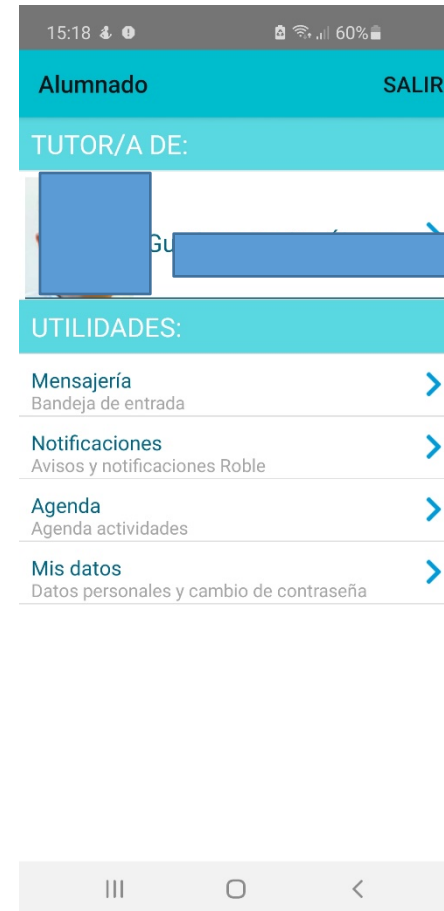 15:18 60%
Alumnado SALIR
TUTOR/A DE:
Gu
UTILIDADES:
Mensajería
Bandeja de entrada
Notificaciones
Avisos y notificaciones Roble
Agenda
Agenda actividades
Mis datos
Datos personales y cambio de contraseña